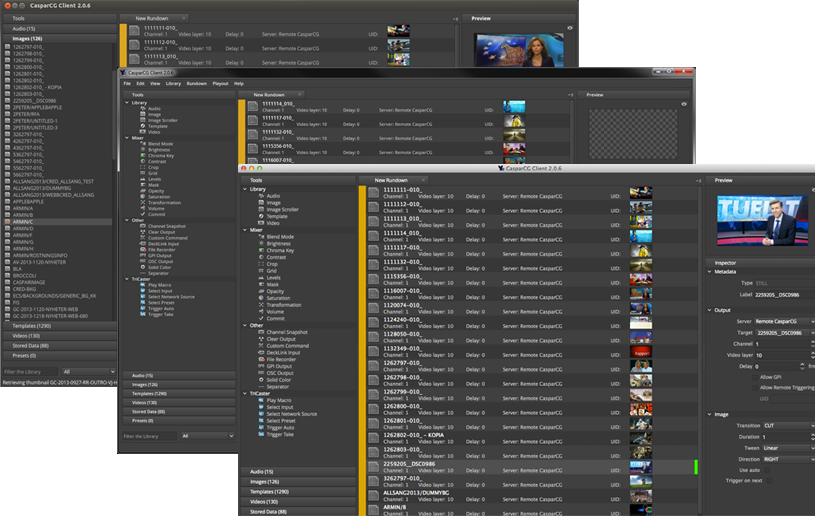 CasparCG Client 2.0.6
Tools
Audio (15)
Images (126)
1262797-010_
1262798-010_
1262799-010_
1262800-010_
1262801-010_
1262802-010_ - KOPIA
1262803-010_
2259205_DSC0986
2PETER/APPLEBAPPLE
2PETER/PIFA
2PETER/UNTITLED-1
2PETER/UNTITLED-3
3262797-010_
ALLSANG2013/CRED_ALLSANG_TEST
ALLSANG2013/DUMMYBG
ALLSANG2013/WEBBCRED_ALLSANG
APPLEBAPPLE
ARMIN/A
ARMIN/B
ARMIN/C
ARMIN/D
ARMIN/F
ARMIN/G
ARMIN/H
ARMIN/ROSTNINGSINFO
AV-2013-120-NYHETER
BLA
BROCCOLI
CASPARIMAGE
CRED-BKG
ECS/BACKGROUNDS/GENERIC_BG_KK
FIS
GC-2013-1120-NYHETER-WEB
GC-2013-1218-NYHETER-WEB-680
Templates (1290)
Videos (130)
Stored Data (88)
Presets (0)
Filter the Library
All
New Rundown
1111111-010_
Channel: 1 Video layer: 10 Delay: 0 Server: Remote CasparCG UID:
1111112-010_
Channel: 1 Video layer: 10 Delay: 0 Server: Remote CasparCG UID:
1111113_010_
Preview
CasparCG Client 2.0.6
File Edit View Library Rundown Playout Help
Tools
Library
Audio
Image
Image Scroller
Template
Video
Mixer
Blend Mode
Brightness
Chroma Key
Contrast
Crop
Grid
Levels
Mask
Opacity
Saturation
Transformation
Volume
Commit
Other
Channel Snapshot
Clear Output
Custom Command
DeckLink Input
File Recorder
GPI Output
OSC Output
Solid Color
Separator
TriCaster
Play Macro
Select Input
Select Network Source
Select Preset
Trigger Auto
Trigger Take
Audio (15)
Images (126)
Templates (1290)
Videos (130)
Stored Data (88)
Presets (0)
Filter the Library
All
New Rundown
1111114_010_
Channel: 1 Video layer: 10 Delay: 0 Server: Remote CasparCG UID:
1111117-010_
Channel: 1 Video layer: 10 Delay: 0 Server: Remote CasparCG UID:
1111132-010_
Channel: 1 Video layer: 10 Delay: 0 Server: Remote CasparCG UID:
1115356-010_
Channel: 1 Video layer: 10 Delay: 0 Server: Remote CasparCG UID:
1116007-010_
Preview
CasparCG Client 2.0.6
Tools
Library
Audio
Image
Image Scroller
Template
Video
Mixer
Blend Mode
Brightness
Chroma Key
Contrast
Crop
Grid
Levels
Mask
Opacity
Saturation
Transformation
Volume
Commit
Other
Channel Snapshot
Clear Output
Custom Command
DeckLink Input
File Recorder
GPI Output
OSC Output
Solid Color
Separator
TriCaster
Play Macro
Select Input
Select Network Source
Select Preset
Trigger Auto
Trigger Take
Audio (15)
Images (126)
Templates (1290)
Videos (130)
Stored Data (88)
New Rundown
1111111-010_
Channel: 1 Video layer: 10 Delay: 0 Server: Remote CasparCG UID:
1111112-010_
Channel: 1 Video layer: 10 Delay: 0 Server: Remote CasparCG UID:
1111113_010_
Channel: 1 Video layer: 10 Delay: 0 Server: Remote CasparCG UID:
1111114_010_
Channel: 1 Video layer: 10 Delay: 0 Server: Remote CasparCG UID:
1111117-010_
Channel: 1 Video layer: 10 Delay: 0 Server: Remote CasparCG UID:
1111132-010_
Channel: 1 Video layer: 10 Delay: 0 Server: Remote CasparCG UID:
1115356-010_
Channel: 1 Video layer: 10 Delay: 0 Server: Remote CasparCG UID:
1116007-010_
Channel: 1 Video layer: 10 Delay: 0 Server: Remote CasparCG UID:
1120074-010_
Channel: 1 Video layer: 10 Delay: 0 Server: Remote CasparCG UID:
1124240-010_
Channel: 1 Video layer: 10 Delay: 0 Server: Remote CasparCG UID:
1128050-010_
Channel: 1 Video layer: 10 Delay: 0 Server: Remote CasparCG UID:
1132349-010_
Channel: 1 Video layer: 10 Delay: 0 Server: Remote CasparCG UID:
1262797-010_
Channel: 1 Video layer: 10 Delay: 0 Server: Remote CasparCG UID:
1262798-010_
Channel: 1 Video layer: 10 Delay: 0 Server: Remote CasparCG UID:
1262799-010_
Channel: 1 Video layer: 10 Delay: 0 Server: Remote CasparCG UID:
1262800-010_
Channel: 1 Video layer: 10 Delay: 0 Server: Remote CasparCG UID:
1262801-010_
Channel: 1 Video layer: 10 Delay: 0 Server: Remote CasparCG UID:
1262802-010_ - KOPIA
Channel: 1 Video layer: 10 Delay: 0 Server: Remote CasparCG UID:
1262803-010_
Channel: 1 Video layer: 10 Delay: 0 Server: Remote CasparCG UID:
2259205_DSC0986
Channel: 1 Video layer: 10 Delay: 0 Server: Remote CasparCG UID:
3262797-010_
Channel: 1 Video layer: 10 Delay: 0 Server: Remote CasparCG UID:
ALLSANG2013/DUMMYBG
Channel: 1 Video layer: 10 Delay: 0 Server: Remote CasparCG UID:
ARMIN/B
Channel: 1 Video layer: 10 Delay: 0 Server: Remote CasparCG UID:
Preview
Inspector
Metadata
Type STILL
Label 2259205_DSC0986
Output
Server Remote CasparCG
Target 2259205_DSC0986
Channel 1
Video layer 10
Delay 0
Allow GPI
Allow Remote Triggering
UID
Image
Transition CUT
Duration 1
Tween Linear
Direction RIGHT
Use auto
Trigger on next